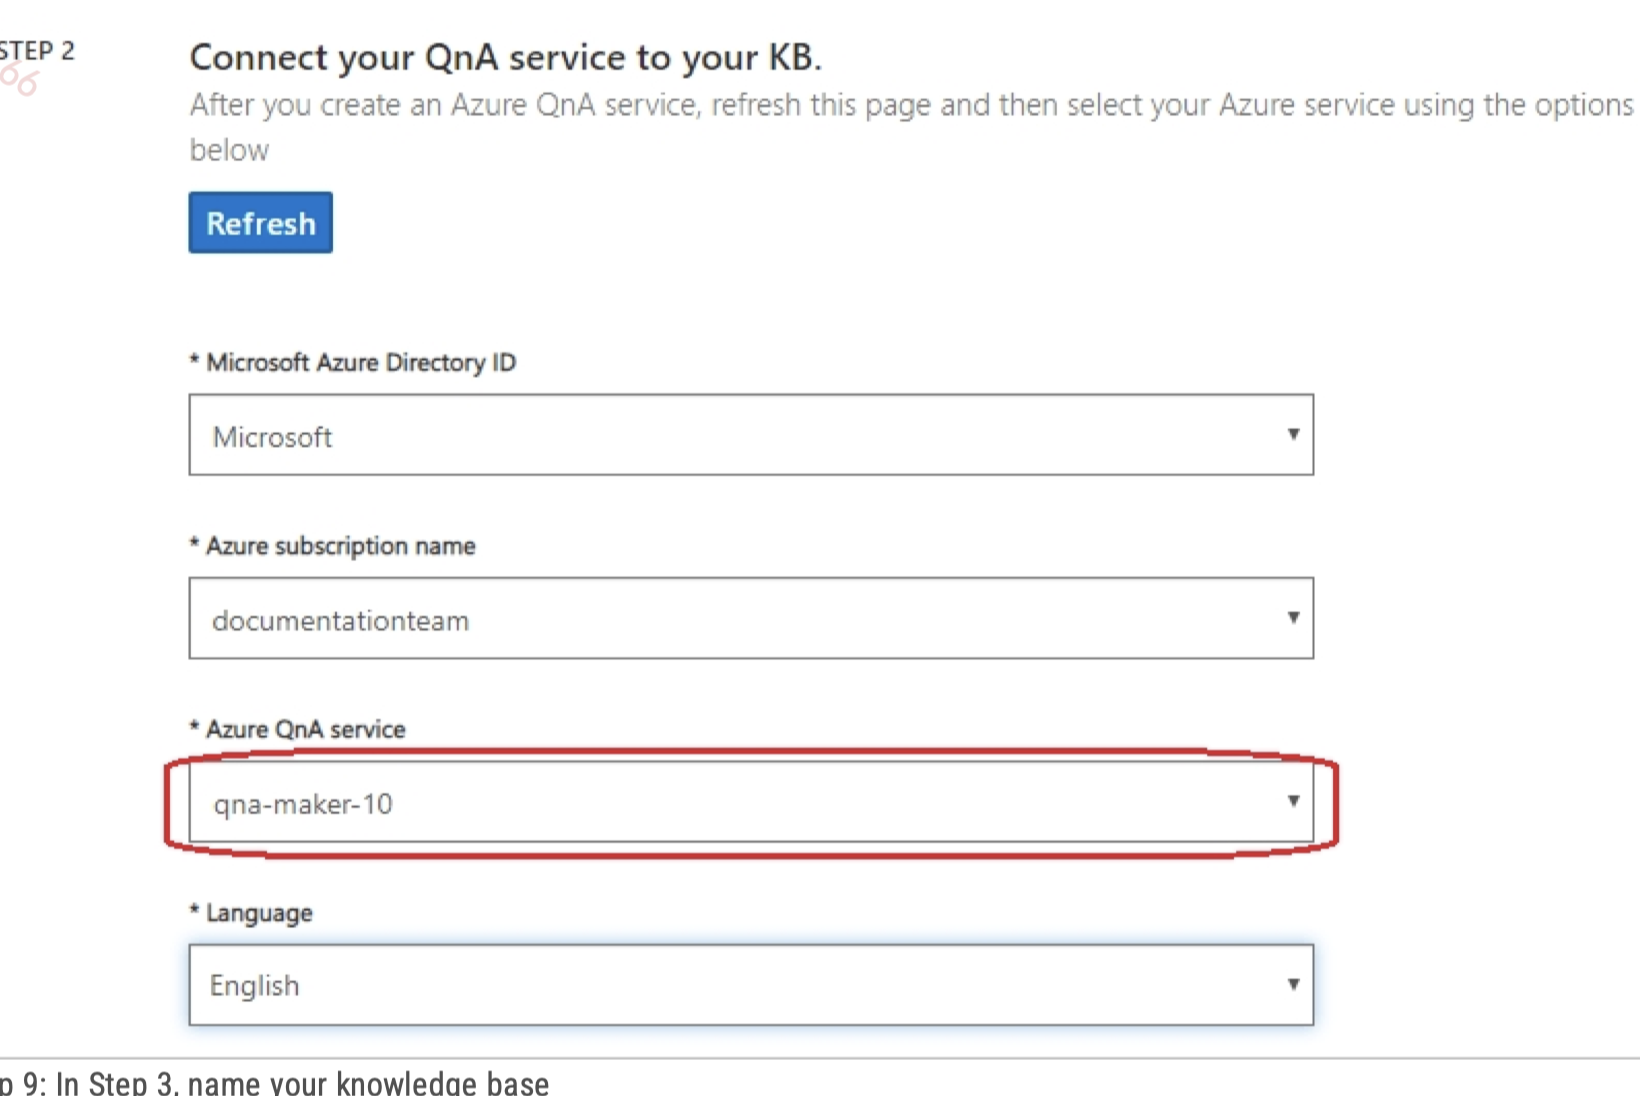 STEP 2
66
Connect your QnA service to your KB.
After you create an Azure QnA service, refresh this page and then select your Azure service using the options
below
Refresh
* Microsoft Azure Directory ID
Microsoft
* Azure subscription name
documentationteam
* Azure QnA service
qna-maker-10
* Language
English
p 9: In Step 3, name your knowledge base